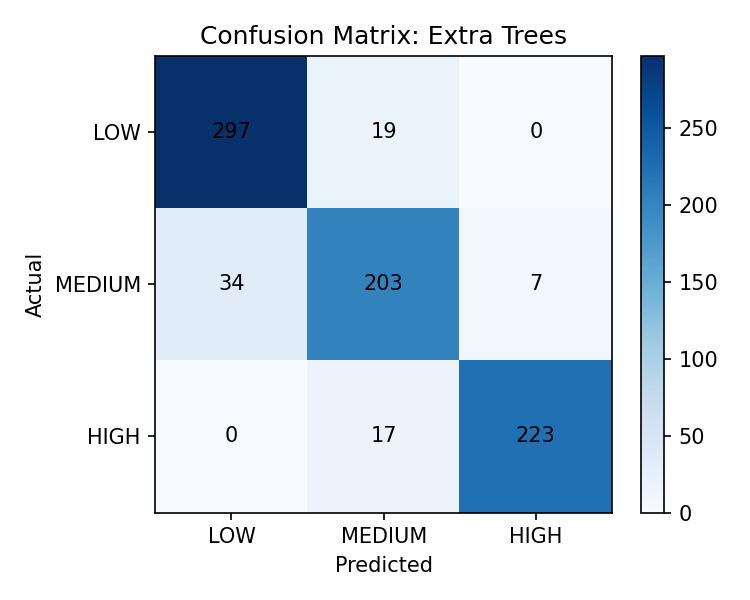 Confusion Matrix: Extra Trees
LOW 297 19 0
MEDIUM 34 203 7
HIGH 0 17 223
LOW MEDIUM HIGH
Predicted
Actual
250
200
150
100
50
0